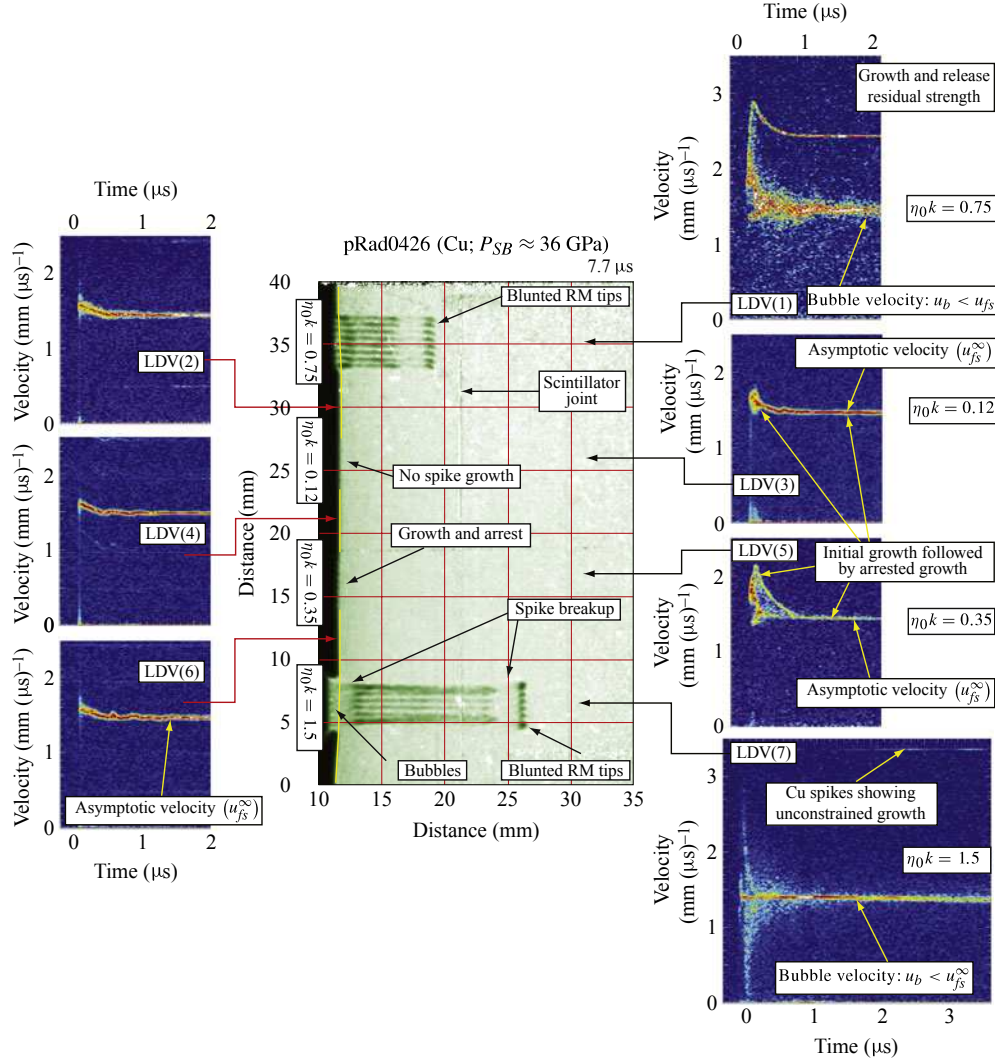 Time (μs)
0 1 2
Velocity (mm (μs)⁻¹)
2
1
0
LDV(2)
Velocity (mm (μs)⁻¹)
2
1
0
LDV(4)
Velocity (mm (μs)⁻¹)
2
1
0
LDV(6)
Asymptotic velocity (u∞fs)
0 1 2
Time (μs)
pRad0426 (Cu; PSB ≈ 36 GPa)
7.7 μs
Distance (mm)
40
35
30
25
20
15
10
5
0
η0k = 0.75
η0k = 0.12
η0k = 0.35
η0k = 1.5
Blunted RM tips
Scintillator
joint
No spike growth
Growth and arrest
Spike breakup
Bubbles
Blunted RM tips
10 15 20 25 30 35
Distance (mm)
Time (μs)
0 1 2
Velocity
(mm (μs)⁻¹)
3
2
1
0
Growth and release
residual strength
η0k = 0.75
LDV(1)
Bubble velocity: ub < ufs
Velocity
(mm (μs)⁻¹)
2
1
0
Asymptotic velocity (u∞fs)
η0k = 0.12
LDV(3)
Velocity
(mm (μs)⁻¹)
2
1
0
LDV(5)
Initial growth followed
by arrested growth
η0k = 0.35
Asymptotic velocity (u∞fs)
Velocity
(mm (μs)⁻¹)
3
2
1
0
LDV(7)
Cu spikes showing
unconstrained growth
η0k = 1.5
Bubble velocity: ub < u∞fs
0 1 2 3
Time (μs)